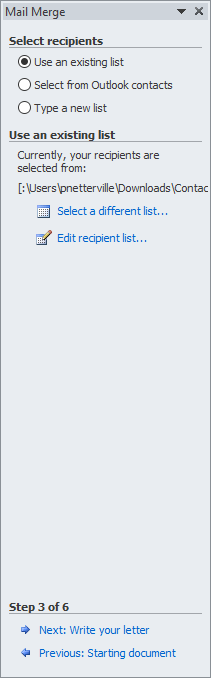 Mail Merge
Select recipients
Use an existing list
Select from Outlook contacts
Type a new list
Use an existing list
Currently, your recipients are
selected from:
[:\Users\pnetterville\Downloads\Contac
Select a different list...
Edit recipient list...
Step 3 of 6
Next: Write your letter
Previous: Starting document